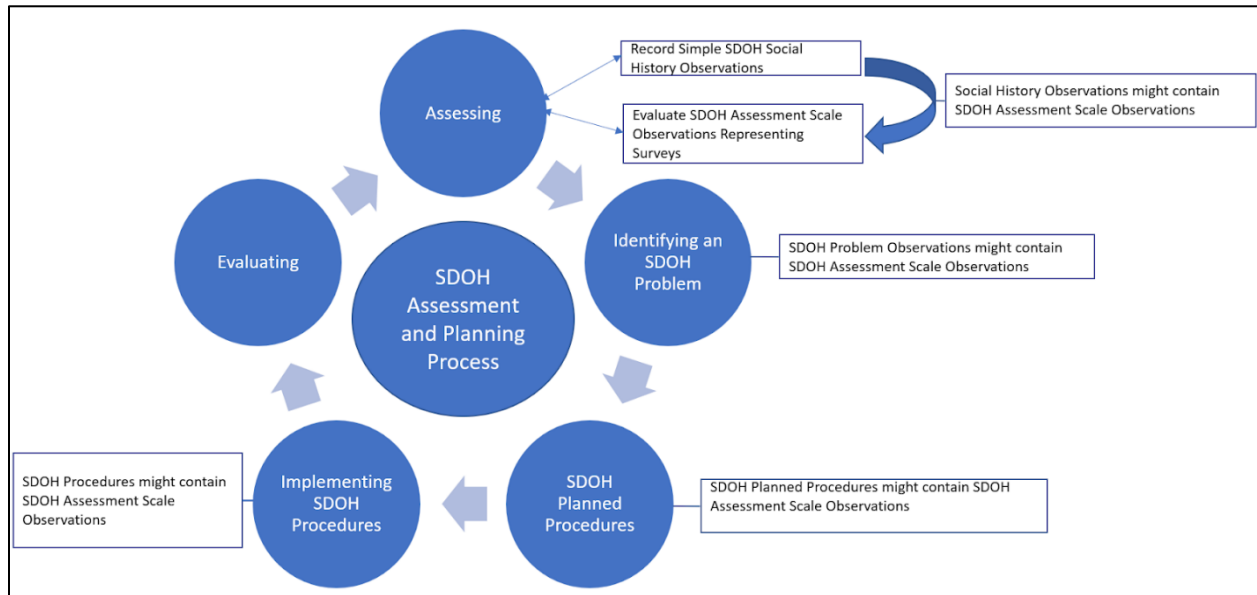 Assessing
Record Simple SDOH Social
History Observations
Evaluate SDOH Assessment Scale
Observations Representing
Surveys
Social History Observations might contain
SDOH Assessment Scale Observations
Identifying an
SDOH
Problem
SDOH Problem Observations might contain
SDOH Assessment Scale Observations
Evaluating
SDOH
Assessment
and Planning
Process
SDOH
Planned
Procedures
SDOH Planned Procedures might contain SDOH
Assessment Scale Observations
Implementing
SDOH
Procedures
SDOH Procedures might contain
SDOH Assessment Scale
Observations